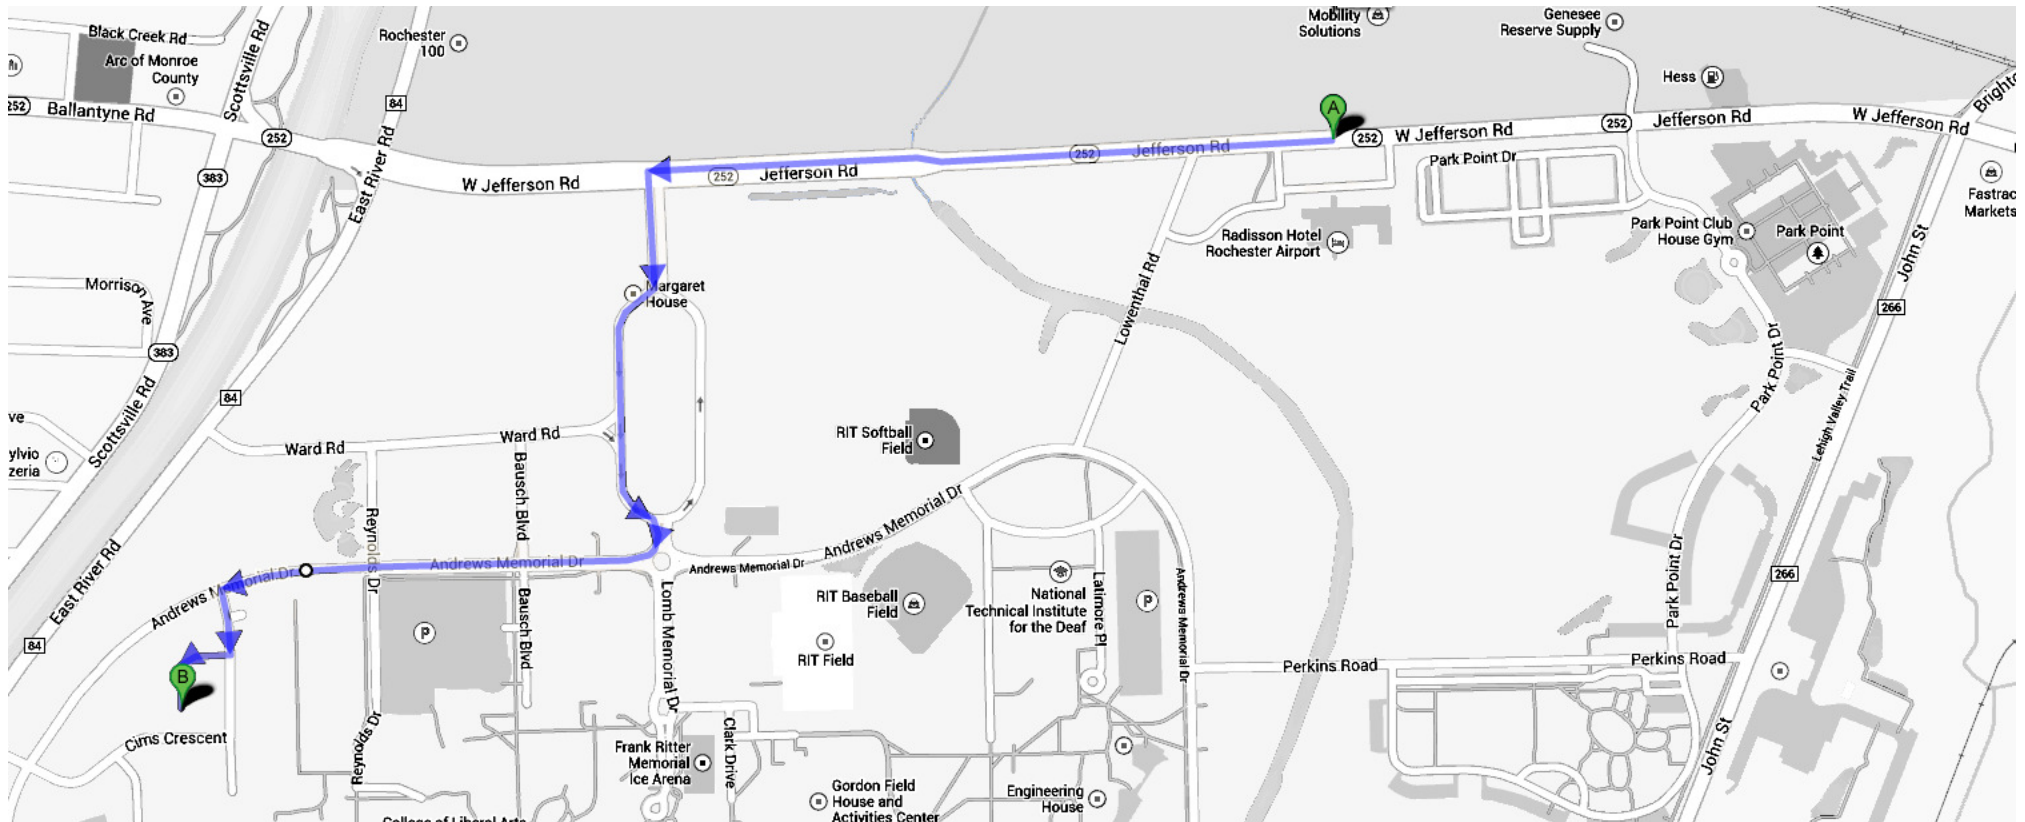 Black Creek Rd
Arc of Monroe
County
Scottsville Rd
Rochester
100
84
252
Ballantyne Rd
252
383
East River Rd
W Jefferson Rd
252
Jefferson Rd
252
Jefferson Rd
A
252
W Jefferson Rd
252
Jefferson Rd
W Jefferson Rd
Mobility
Solutions
Genesee
Reserve Supply
Hess
Park Point Dr
Radisson Hotel
Rochester Airport
Park Point Club
House Gym
Park Point
Fastrac
Markets
John St
266
Morrison Ave
383
84
Scottsville Rd
Margaret
House
Lowenthal Rd
Park Point Dr
Lehigh Valley Trail
Ward Rd
Ward Rd
Bausch Blvd
Reynolds Dr
RIT Softball
Field
Andrews Memorial Dr
Andrews Memorial Dr
Andrews Memorial Dr
Andrews Memorial Dr
East River Rd
84
B
P
Bausch Blvd
Lomb Memorial Dr
RIT Baseball
Field
RIT Field
National
Technical Institute
for the Deaf
Latimore Pl
P
Andrews Memorial Dr
Perkins Road
Perkins Road
Park Point Dr
266
John St
Cims Crescent
Reynolds Dr
Frank Ritter
Memorial
Ice Arena
Clark Drive
Gordon Field
House and
Activities Center
Engineering
House
College of Liberal Arts